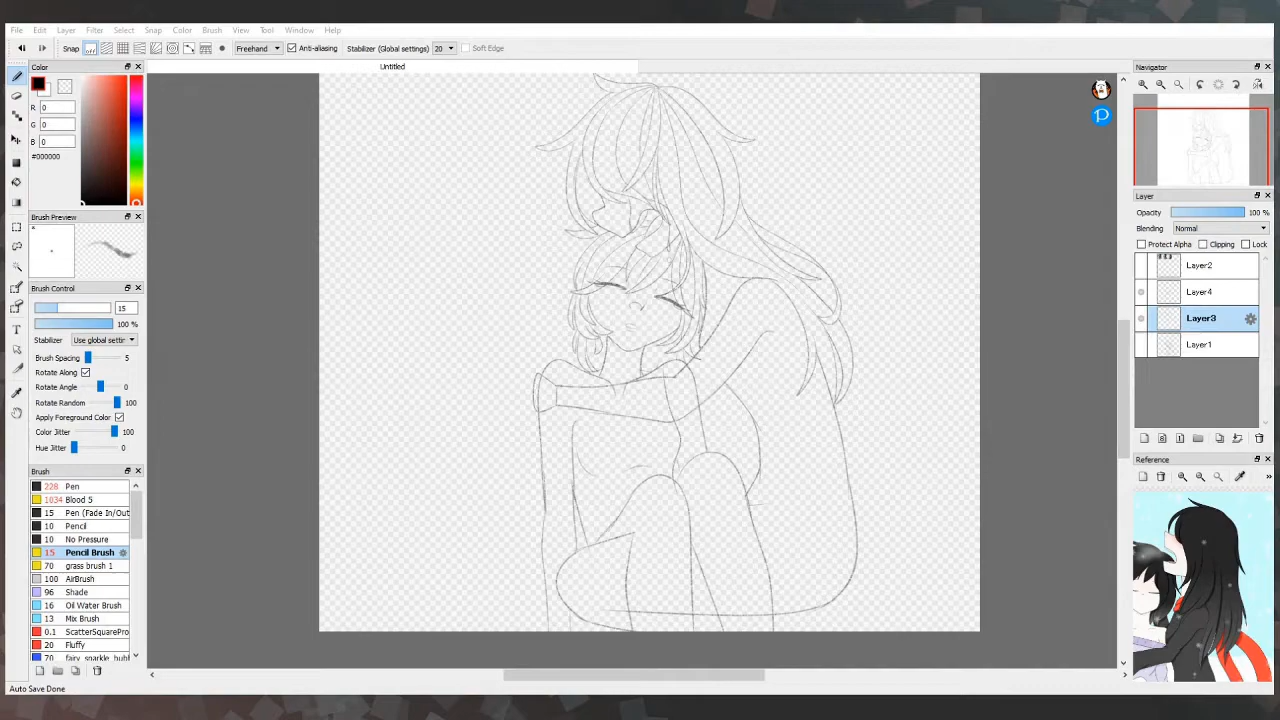 File Edit Layer Filter Select Snap Color Brush View Tool Window Help
Snap off Freehand Anti-aliasing Stabilizer (Global settings) 20 Soft Edge
Color
Untitled
Navigator
R 0
G 0
B 0
#000000
Brush Preview
Brush Control
15
100 %
Stabilizer Use global settir
Brush Spacing 5
Rotate Along
Rotate Angle 0
Rotate Random 100
Apply Foreground Color
Color Jitter 100
Hue Jitter 0
Brush
228 Pen
1034 Blood 5
15 Pen (Fade In/Out
10 Pencil
10 No Pressure
15 Pencil Brush
70 grass brush 1
100 AirBrush
96 Shade
16 Oil Water Brush
13 Mix Brush
0.1 ScatterSquarePro
20 Fluffy
70 fairy_sparkle_bubl
Auto Save Done
Layer
Opacity 100 %
Blending Normal
Protect Alpha Clipping Lock
Layer2
Layer4
Layer3
Layer1
Reference